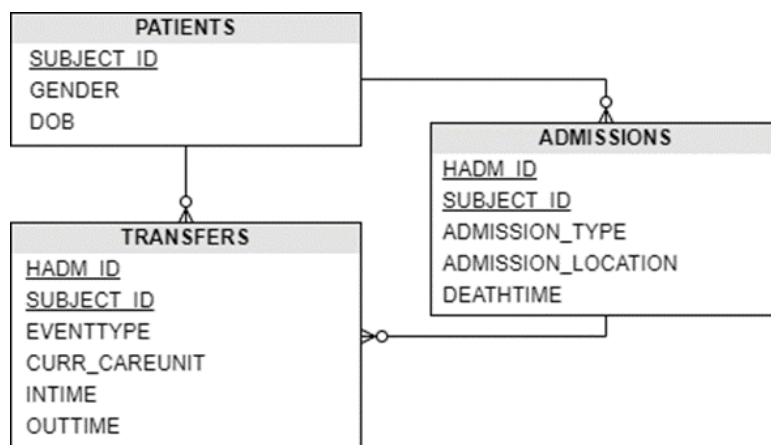 PATIENTS
SUBJECT_ID
GENDER
DOB
ADMISSIONS
HADM_ID
SUBJECT_ID
ADMISSION_TYPE
ADMISSION_LOCATION
DEATHTIME
TRANSFERS
HADM_ID
SUBJECT_ID
EVENTTYPE
CURR_CAREUNIT
INTIME
OUTTIME